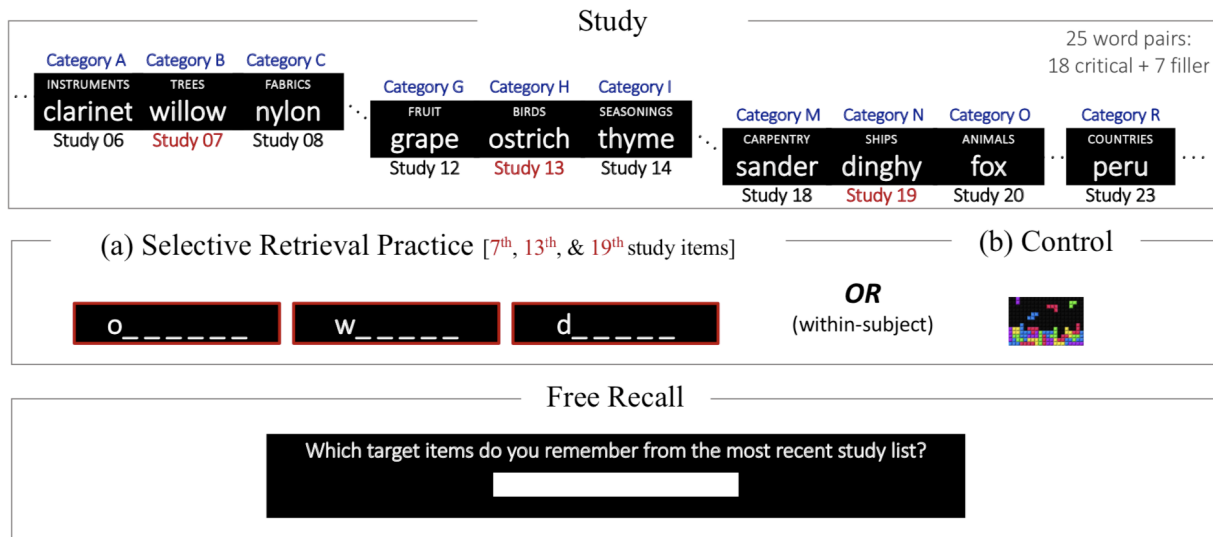 Study
25 word pairs:
18 critical + 7 filler
Category A Category B Category C
INSTRUMENTS TREES FABRICS
... clarinet willow nylon
Study 06 Study 07 Study 08
...
Category G Category H Category I
FRUIT BIRDS SEASONINGS
grape ostrich thyme
Study 12 Study 13 Study 14
...
Category M Category N Category O Category R
CARPENTRY SHIPS ANIMALS COUNTRIES
sander dinghy fox ... peru ...
Study 18 Study 19 Study 20 Study 23
(a) Selective Retrieval Practice [7th, 13th, & 19th study items]
o_ _ _ _ _ _ w_ _ _ _ _ d_ _ _ _ _
OR
(within-subject)
(b) Control
Free Recall
Which target items do you remember from the most recent study list?